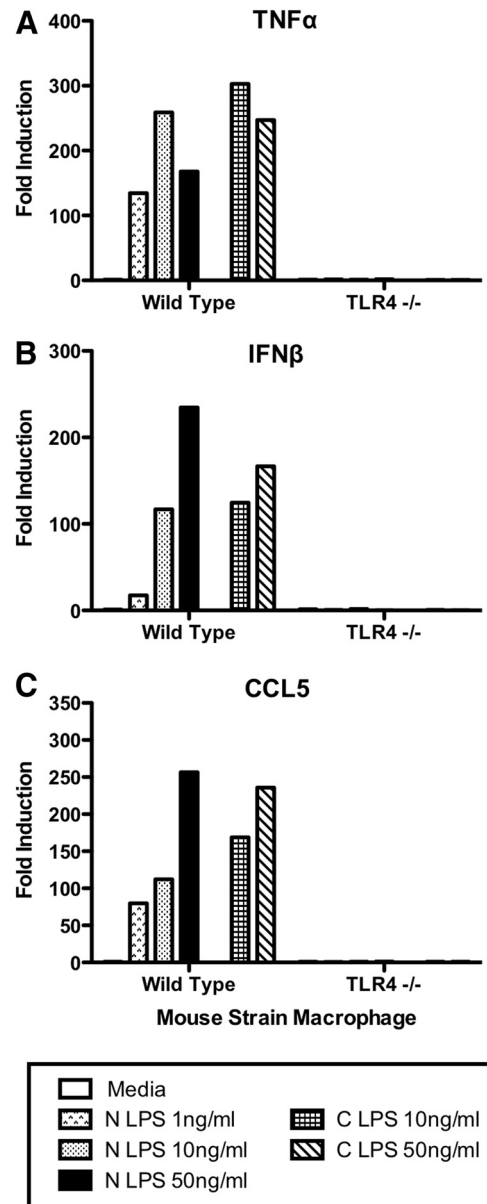 A
TNFα
400
300
200
100
0
Fold Induction
Wild Type
TLR4 -/-
B
IFNβ
300
200
100
0
Fold Induction
Wild Type
TLR4 -/-
C
CCL5
350
300
250
200
150
100
50
0
Fold Induction
Wild Type
TLR4 -/-
Mouse Strain Macrophage
Media
N LPS 1ng/ml
C LPS 10ng/ml
N LPS 10ng/ml
C LPS 50ng/ml
N LPS 50ng/ml